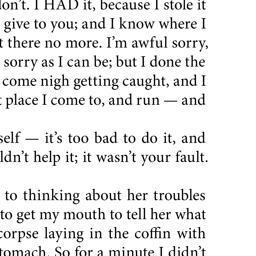 don't. I HAD it, because I stole it
give to you; and I know where I
t there no more. I'm awful sorry,
sorry as I can be; but I done the
come nigh getting caught, and I
t place I come to, and run — and
self — it's too bad to do it, and
ldn't help it; it wasn't your fault.
to thinking about her troubles
to get my mouth to tell her what
corpse laying in the coffin with
stomach. So for a minute I didn't